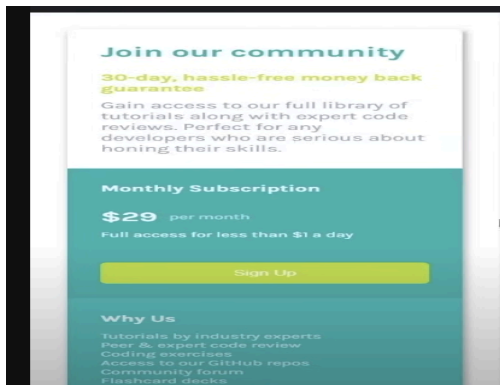 Join our community
30-day, hassle-free money back
guarantee
Gain access to our full library of
tutorials along with expert code
reviews. Perfect for any
developers who are serious about
honing their skills.
Monthly Subscription
$29 per month
Full access for less than $1 a day
Sign Up
Why Us
Tutorials by industry experts
Peer & expert code review
Coding exercises
Access to our GitHub repos
Community forum
Flashcard decks